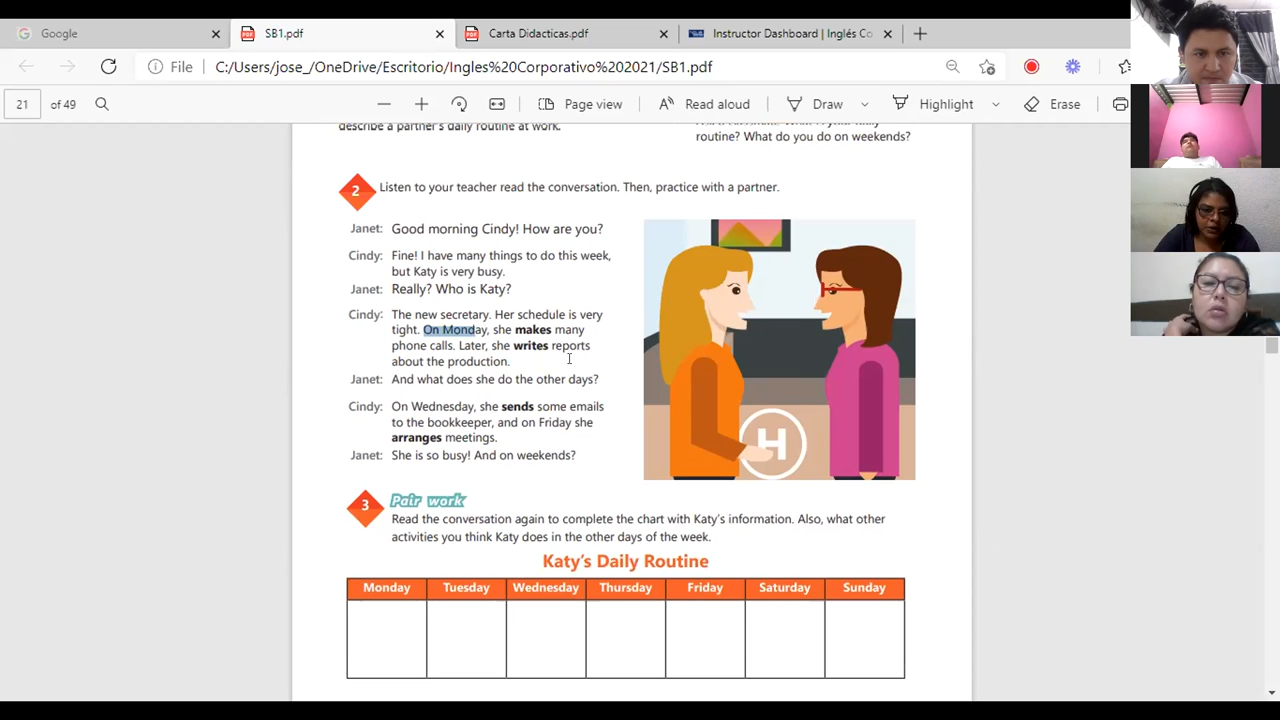 Google
SB1.pdf
Carta Didacticas.pdf
Instructor Dashboard | Inglés Co
File
C:/Users/jose_/OneDrive/Escritorio/Ingles%20Corporativo%202021/SB1.pdf
21
of 49
Page view
Read aloud
Draw
Highlight
Erase
describe a partner's daily routine at work.
routine? What do you do on weekends?
2
Listen to your teacher read the conversation. Then, practice with a partner.
Janet: Good morning Cindy! How are you?
Cindy: Fine! I have many things to do this week,
but Katy is very busy.
Janet: Really? Who is Katy?
Cindy: The new secretary. Her schedule is very
tight. On Monday, she makes many
phone calls. Later, she writes reports
about the production.
Janet: And what does she do the other days?
Cindy: On Wednesday, she sends some emails
to the bookkeeper, and on Friday she
arranges meetings.
Janet: She is so busy! And on weekends?
H
3
Pair work
Read the conversation again to complete the chart with Katy's information. Also, what other
activities you think Katy does in the other days of the week.
Katy's Daily Routine
Monday Tuesday Wednesday Thursday Friday Saturday Sunday